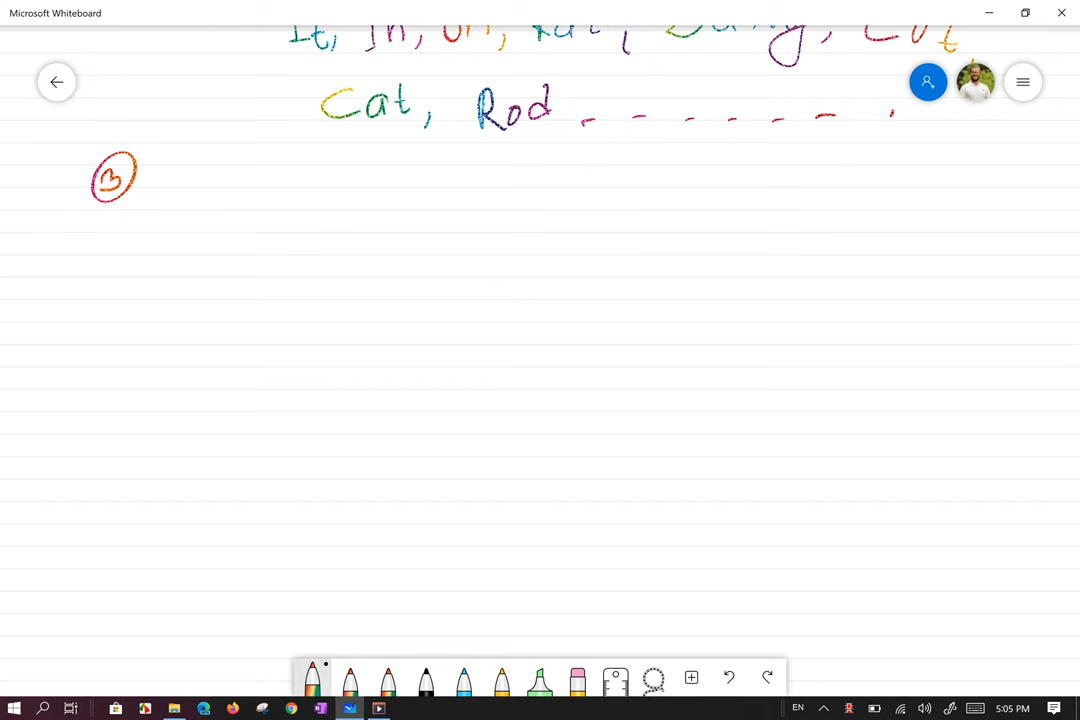 Microsoft Whiteboard
It, In, on,
Cat, Rod - - - - - - .
B
EN 5:05 PM